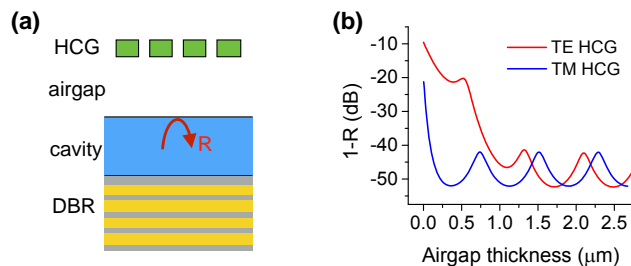 (a)
HCG
airgap
cavity
R
DBR
(b)
1-R (dB)
-10
-20
-30
-40
-50
TE HCG
TM HCG
0.0 0.5 1.0 1.5 2.0 2.5
Airgap thickness (μm)